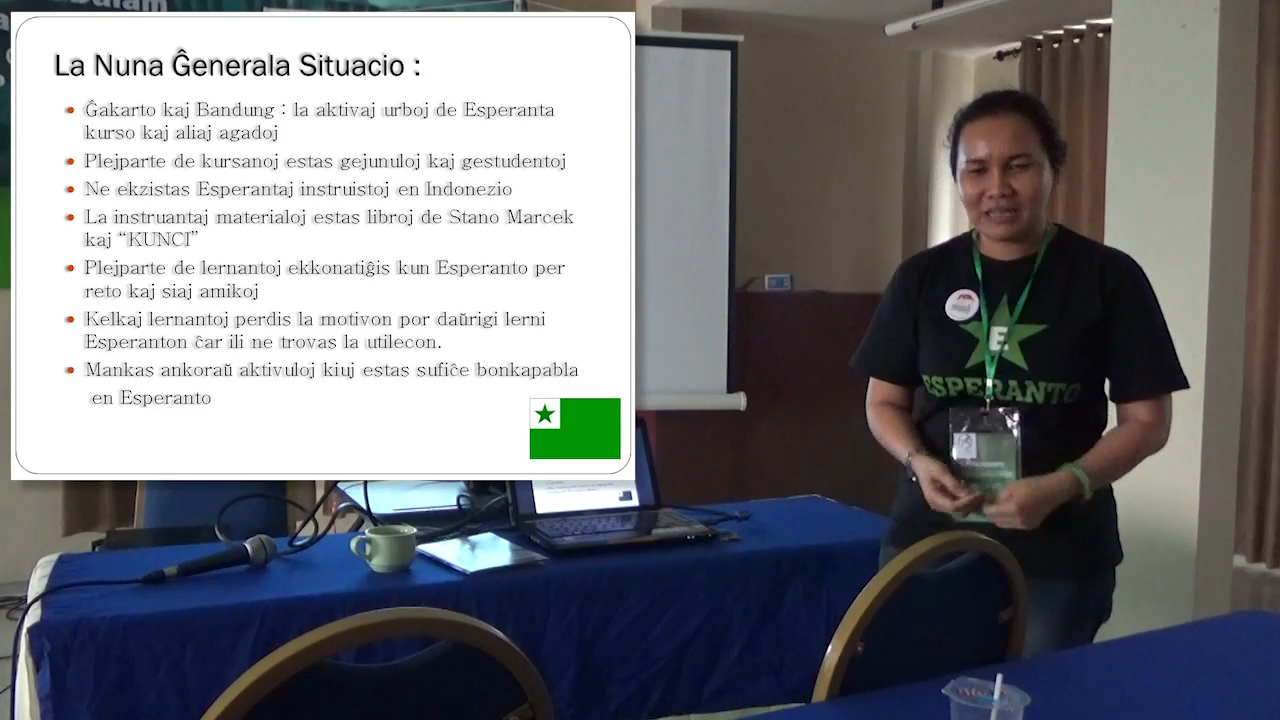 La Nuna Ĝenerala Situacio :
Ĝakarto kaj Bandung : la aktivaj urboj de Esperanta
kurso kaj aliaj agadoj
Plejparte de kursanoj estas gejunuloj kaj gestudentoj
Ne ekzistas Esperantaj instruistoj en Indonezio
La instruantaj materialoj estas libroj de Stano Marcek
kaj “KUNCI”
Plejparte de lernantoj ekkonatiĝis kun Esperanto per
reto kaj siaj amikoj
Kelkaj lernantoj perdis la motivon por daŭrigi lerni
Esperanton ĉar ili ne trovas la utilecon.
Mankas ankoraŭ aktivuloj kiuj estas sufiĉe bonkapabla
en Esperanto
E
ESPERANTO